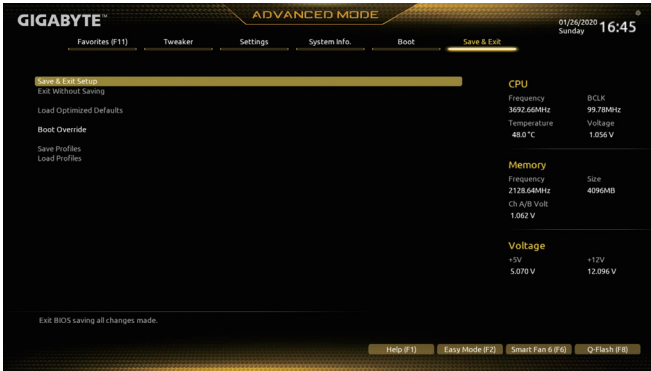 GIGABYTE™
ADVANCED MODE
01/26/2020 16:45
Sunday
Favorites (F11) Tweaker Settings System Info. Boot Save & Exit
Save & Exit Setup
Exit Without Saving
Load Optimized Defaults
Boot Override
Save Profiles
Load Profiles
CPU
Frequency BCLK
3692.66MHz 99.78MHz
Temperature Voltage
48.0 °C 1.056 V
Memory
Frequency Size
2128.64MHz 4096MB
Ch A/B Volt
1.062 V
Voltage
+5V +12V
5.070 V 12.096 V
Exit BIOS saving all changes made.
Help (F1) Easy Mode (F2) Smart Fan 6 (F6) Q-Flash (F8)